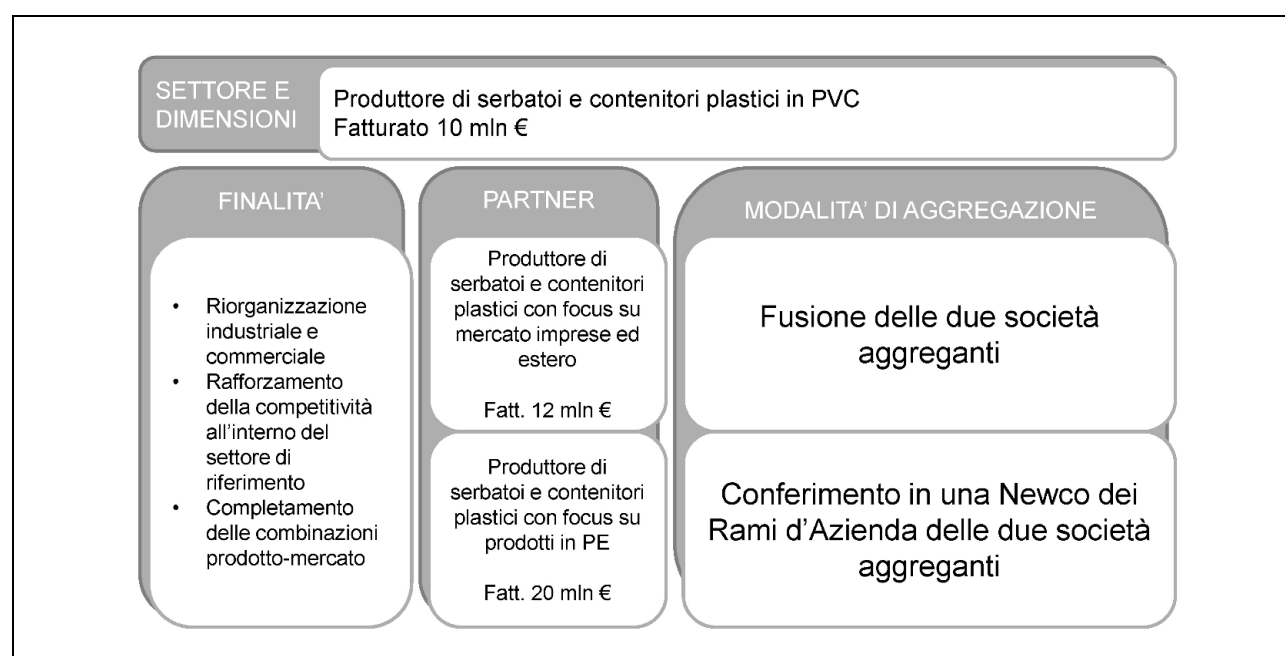 SETTORE E
DIMENSIONI
Produttore di serbatoi e contenitori plastici in PVC
Fatturato 10 mln €
FINALITA'
• Riorganizzazione
industriale e
commerciale
• Rafforzamento
della competitività
all'interno del
settore di
riferimento
• Completamento
delle combinazioni
prodotto-mercato
PARTNER
Produttore di
serbatoi e contenitori
plastici con focus su
mercato imprese ed
estero
Fatt. 12 mln €
Produttore di
serbatoi e contenitori
plastici con focus su
prodotti in PE
Fatt. 20 mln €
MODALITA' DI AGGREGAZIONE
Fusione delle due società
aggreganti
Conferimento in una Newco dei
Rami d'Azienda delle due società
aggreganti